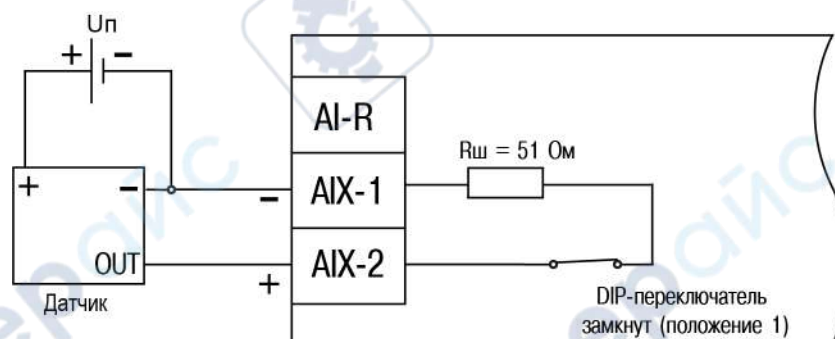 Uп
+ −
AI-R
Rш = 51 Ом
+ − − AIX-1
OUT + AIX-2
Датчик
DIP-переключатель
замкнут (положение 1)